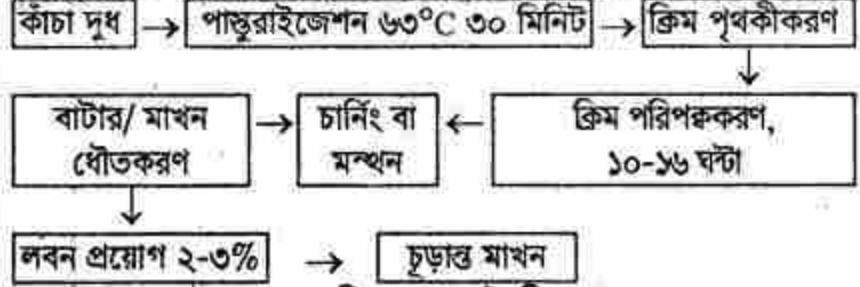 কাঁচা দুধ → পাস্তুরাইজেশন ৬৩°C ৩০ মিনিট → ক্রিম পৃথকীকরণ
বাটার/ মাখন
ধৌতকরণ
চার্নিং বা
মন্থন
ক্রিম পরিপক্ককরণ,
১০-১৬ ঘন্টা
লবন প্রয়োগ ২-৩% → চূড়ান্ত মাখন